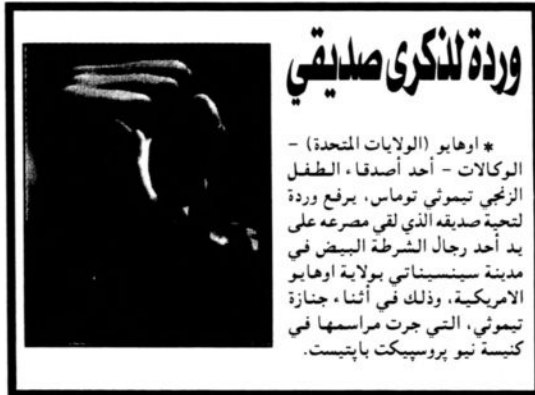 وردة لذكرى صديقي
* اوهايو (الولايات المتحدة) -
الوكالات - أحد أصدقاء الطفل
الزنجي تيموثي توماس، يرفع وردة
لتحية صديقه الذي لقي مصرعه على
يد أحد رجال الشرطة البيض في
مدينة سينسيناتي بولاية اوهايو
الامريكية، وذلك في أثناء جنازة
تيموثي، التي جرت مراسمها في
كنيسة نيو پروسپيكت باپتيست.